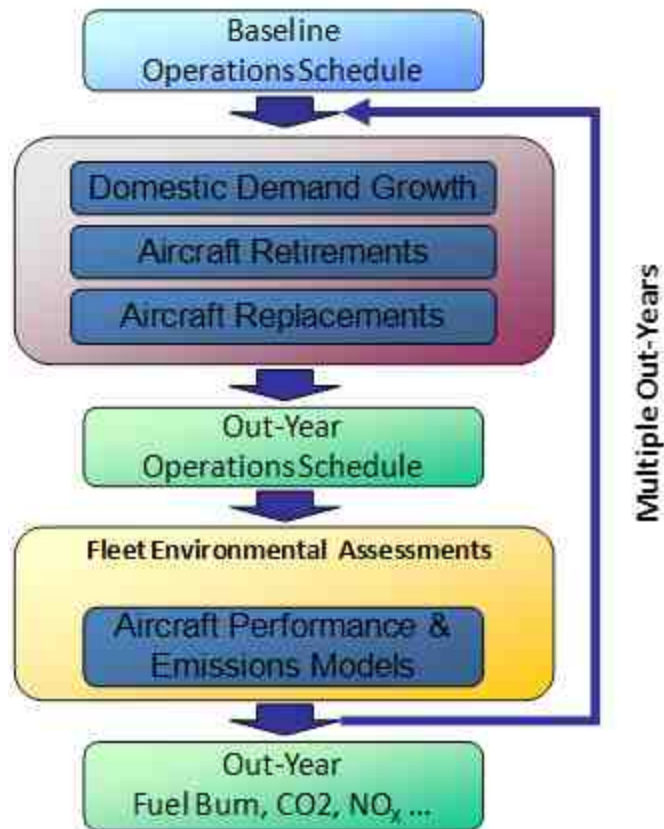 Baseline
Operations Schedule
Domestic Demand Growth
Aircraft Retirements
Aircraft Replacements
Multiple Out-Years
Out-Year
Operations Schedule
Fleet Environmental Assessments
Aircraft Performance &
Emissions Models
Out-Year
Fuel Burn, CO2, NOₓ ...